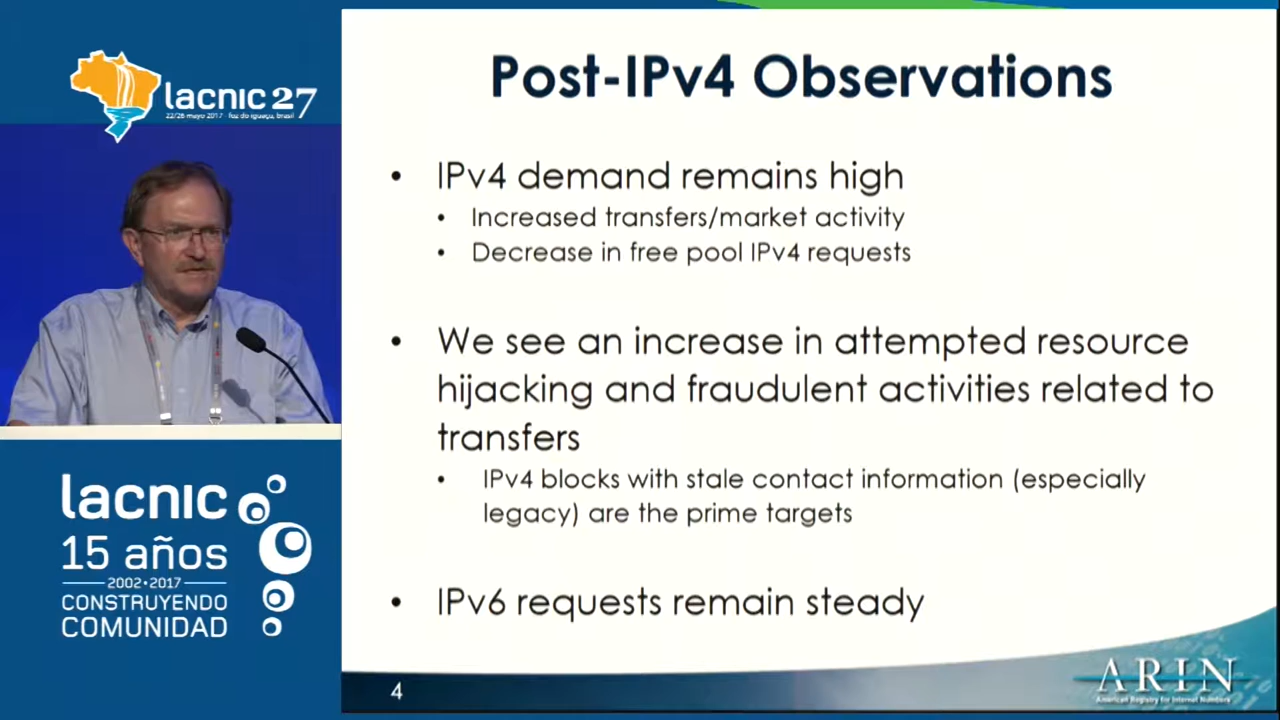 lacnic 27
22/26 mayo 2017 - foz do iguaçu, brasil
lacnic
15 años
2002•2017
CONSTRUYENDO
COMUNIDAD
Post-IPv4 Observations
• IPv4 demand remains high
• Increased transfers/market activity
• Decrease in free pool IPv4 requests
• We see an increase in attempted resource
hijacking and fraudulent activities related to
transfers
• IPv4 blocks with stale contact information (especially
legacy) are the prime targets
• IPv6 requests remain steady
4
ARIN
American Registry for Internet Numbers